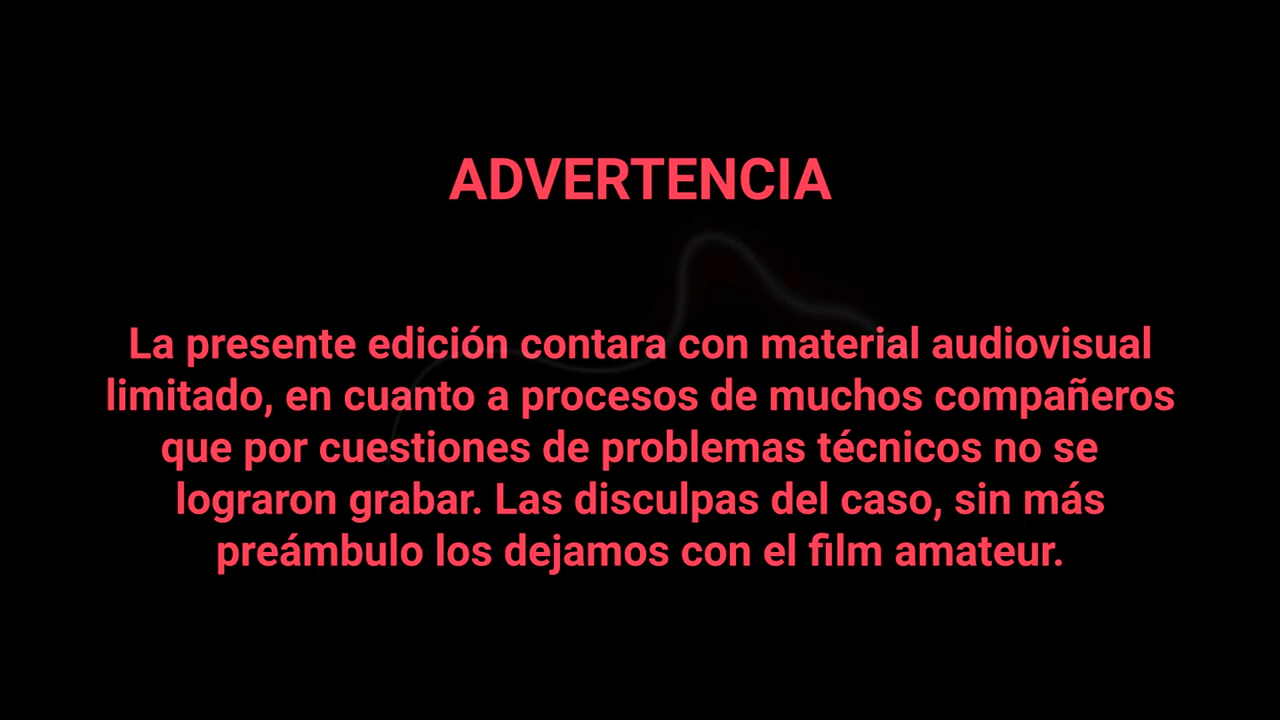 ADVERTENCIA
La presente edición contara con material audiovisual
limitado, en cuanto a procesos de muchos compañeros
que por cuestiones de problemas técnicos no se
lograron grabar. Las disculpas del caso, sin más
preámbulo los dejamos con el film amateur.